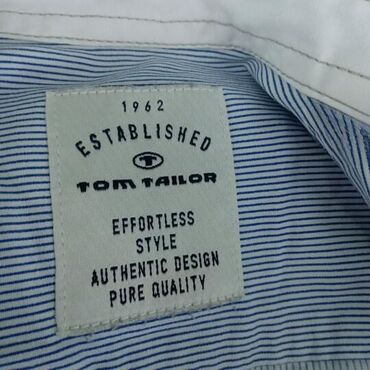 1962
ESTABLISHED
TOM TAILOR
EFFORTLESS
STYLE
AUTHENTIC DESIGN
PURE QUALITY